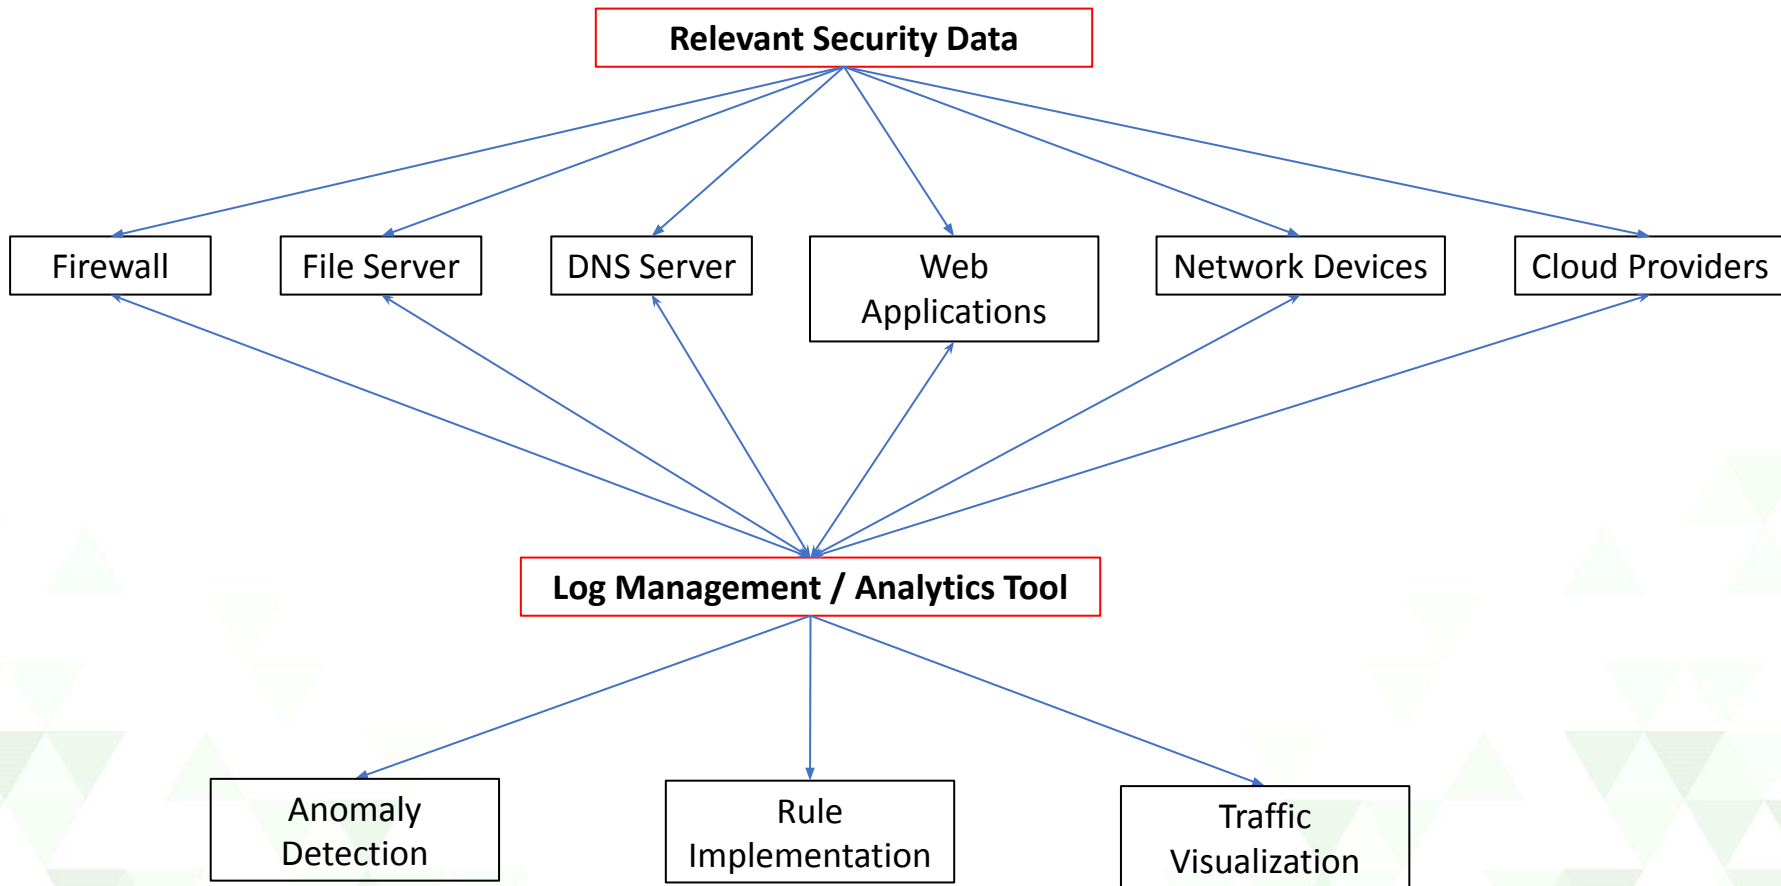 Relevant Security Data
Firewall
File Server
DNS Server
Web
Applications
Network Devices
Cloud Providers
Log Management / Analytics Tool
Anomaly
Detection
Rule
Implementation
Traffic
Visualization